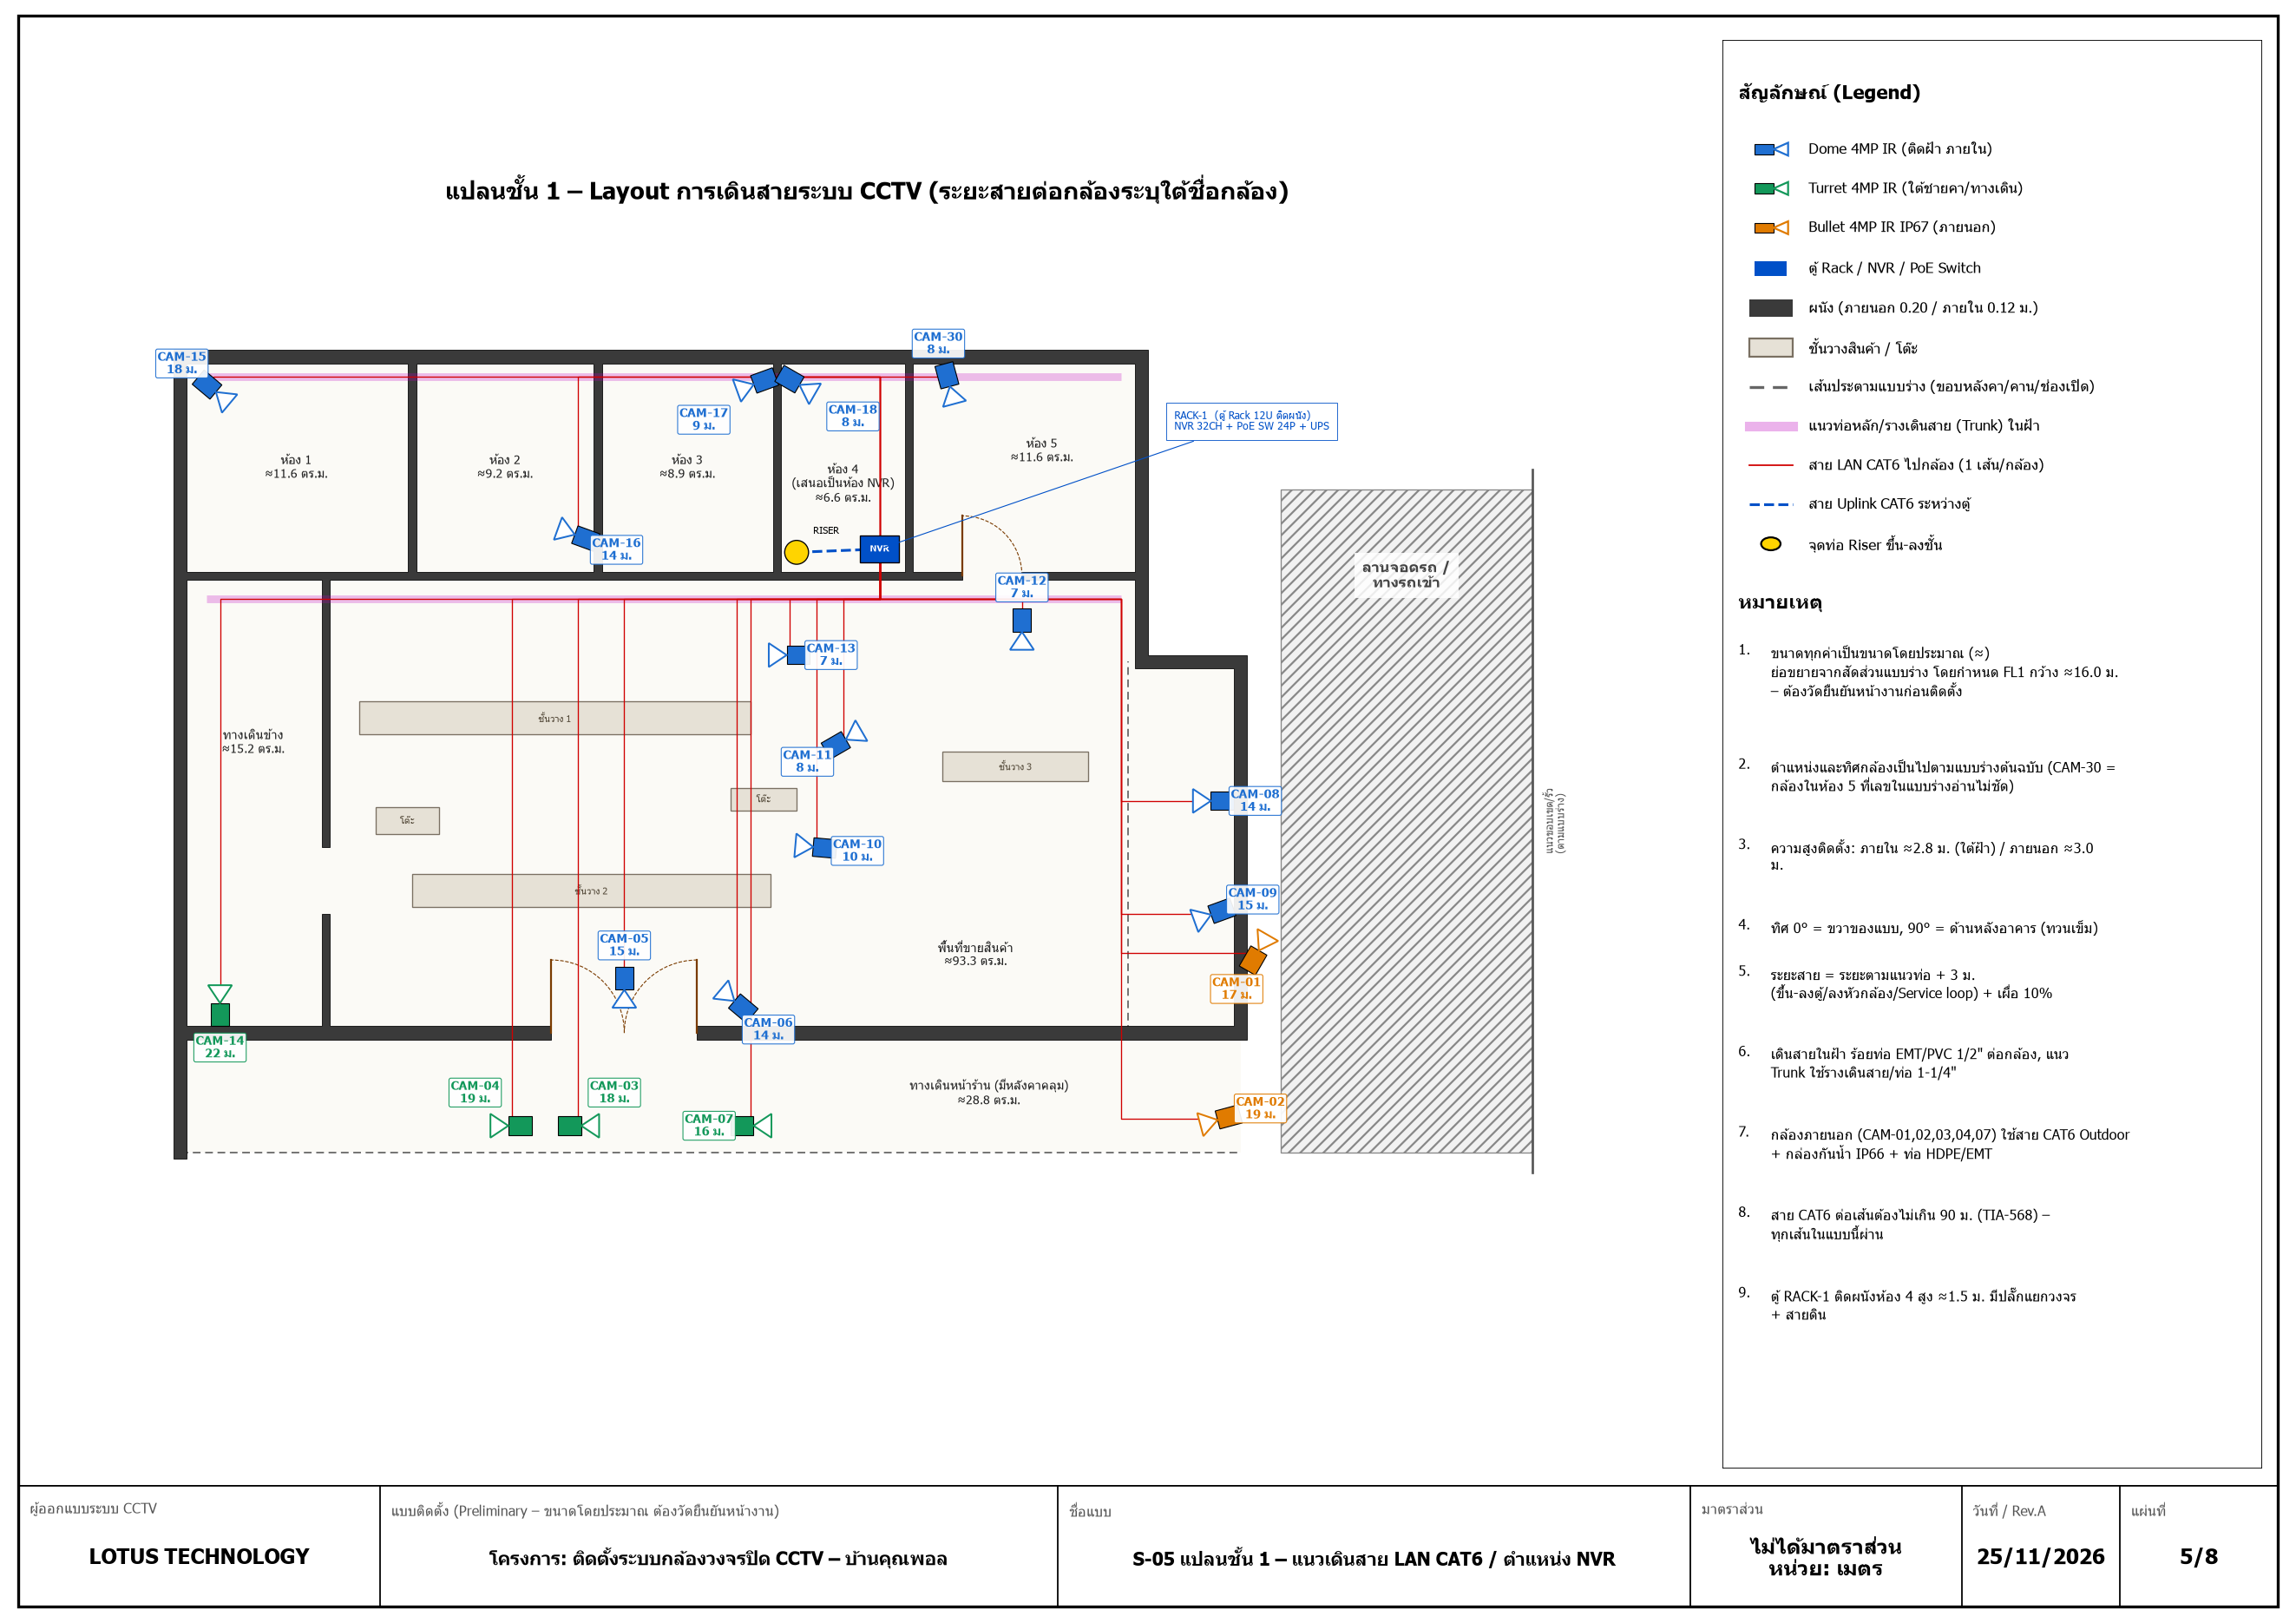 แปลนชั้น 1 – Layout การเดินสายระบบ CCTV (ระยะสายต่อกล้องระบุใต้ชื่อกล้อง)
CAM-15
18 ม.
CAM-17
9 ม.
CAM-18
8 ม.
CAM-30
8 ม.
RACK-1 (ตู้ Rack 12U ติดผนัง)
NVR 32CH + PoE SW 24P + UPS
ห้อง 1
≈11.6 ตร.ม.
ห้อง 2
≈9.2 ตร.ม.
ห้อง 3
≈8.9 ตร.ม.
ห้อง 4
(เสนอเป็นห้อง NVR)
≈6.6 ตร.ม.
ห้อง 5
≈11.6 ตร.ม.
CAM-16
14 ม.
RISER
NVR
CAM-12
7 ม.
ลานจอดรถ /
ทางรถเข้า
CAM-13
7 ม.
ชั้นวาง 1
ทางเดินข้าง
≈15.2 ตร.ม.
CAM-11
8 ม.
ชั้นวาง 3
โต๊ะ
โต๊ะ
CAM-08
14 ม.
แนวขอบเขต/รั้ว
(ตามแบบร่าง)
CAM-10
10 ม.
ชั้นวาง 2
CAM-09
15 ม.
CAM-05
15 ม.
พื้นที่ขายสินค้า
≈93.3 ตร.ม.
CAM-01
17 ม.
CAM-06
14 ม.
CAM-14
22 ม.
CAM-04
19 ม.
CAM-03
18 ม.
CAM-07
16 ม.
ทางเดินหน้าร้าน (มีหลังคาคลุม)
≈28.8 ตร.ม.
CAM-02
19 ม.
สัญลักษณ์ (Legend)
Dome 4MP IR (ติดฝ้า ภายใน)
Turret 4MP IR (ใต้ชายคา/ทางเดิน)
Bullet 4MP IR IP67 (ภายนอก)
ตู้ Rack / NVR / PoE Switch
ผนัง (ภายนอก 0.20 / ภายใน 0.12 ม.)
ชั้นวางสินค้า / โต๊ะ
เส้นประตามแบบร่าง (ขอบหลังคา/คาน/ช่องเปิด)
แนวท่อหลัก/รางเดินสาย (Trunk) ในฝ้า
สาย LAN CAT6 ไปกล้อง (1 เส้น/กล้อง)
สาย Uplink CAT6 ระหว่างตู้
จุดท่อ Riser ขึ้น-ลงชั้น
หมายเหตุ
1. ขนาดทุกค่าเป็นขนาดโดยประมาณ (≈)
ย่อขยายจากสัดส่วนแบบร่าง โดยกำหนด FL1 กว้าง ≈16.0 ม.
– ต้องวัดยืนยันหน้างานก่อนติดตั้ง
2. ตำแหน่งและทิศกล้องเป็นไปตามแบบร่างต้นฉบับ (CAM-30 =
กล้องในห้อง 5 ที่เลขในแบบร่างอ่านไม่ชัด)
3. ความสูงติดตั้ง: ภายใน ≈2.8 ม. (ใต้ฝ้า) / ภายนอก ≈3.0
ม.
4. ทิศ 0° = ขวาของแบบ, 90° = ด้านหลังอาคาร (ทวนเข็ม)
5. ระยะสาย = ระยะตามแนวท่อ + 3 ม.
(ขึ้น-ลงตู้/ลงหัวกล้อง/Service loop) + เผื่อ 10%
6. เดินสายในฝ้า ร้อยท่อ EMT/PVC 1/2" ต่อกล้อง, แนว
Trunk ใช้รางเดินสาย/ท่อ 1-1/4"
7. กล้องภายนอก (CAM-01,02,03,04,07) ใช้สาย CAT6 Outdoor
+ กล่องกันน้ำ IP66 + ท่อ HDPE/EMT
8. สาย CAT6 ต่อเส้นต้องไม่เกิน 90 ม. (TIA-568) –
ทุกเส้นในแบบนี้ผ่าน
9. ตู้ RACK-1 ติดผนังห้อง 4 สูง ≈1.5 ม. มีปลั๊กแยกวงจร
+ สายดิน
ผู้ออกแบบระบบ CCTV
LOTUS TECHNOLOGY
แบบติดตั้ง (Preliminary – ขนาดโดยประมาณ ต้องวัดยืนยันหน้างาน)
โครงการ: ติดตั้งระบบกล้องวงจรปิด CCTV – บ้านคุณพอล
ชื่อแบบ
S-05 แปลนชั้น 1 – แนวเดินสาย LAN CAT6 / ตำแหน่ง NVR
มาตราส่วน
ไม่ได้มาตราส่วน
หน่วย: เมตร
วันที่ / Rev.A
25/11/2026
แผ่นที่
5/8